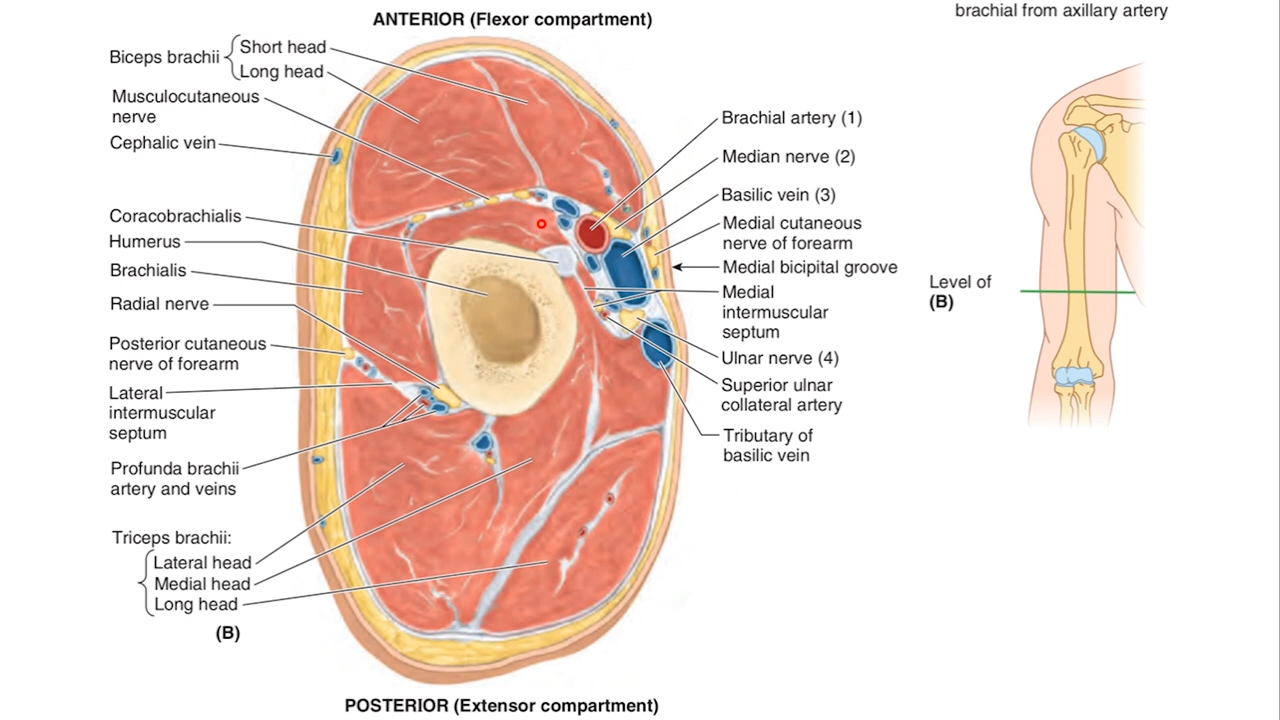 brachial from axillary artery
ANTERIOR (Flexor compartment)
Biceps brachii
Short head
Long head
Musculocutaneous
nerve
Cephalic vein
Coracobrachialis
Humerus
Brachialis
Radial nerve
Posterior cutaneous
nerve of forearm
Lateral
intermuscular
septum
Profunda brachii
artery and veins
Triceps brachii:
Lateral head
Medial head
Long head
(B)
Brachial artery (1)
Median nerve (2)
Basilic vein (3)
Medial cutaneous
nerve of forearm
Medial bicipital groove
Medial
intermuscular
septum
Ulnar nerve (4)
Superior ulnar
collateral artery
Tributary of
basilic vein
Level of
(B)
POSTERIOR (Extensor compartment)